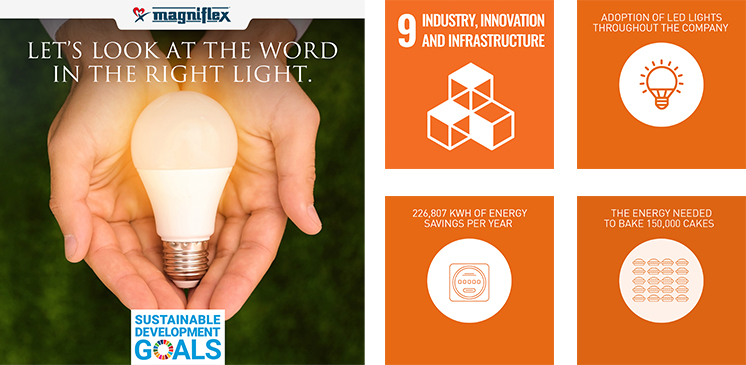 magniflex
LET'S LOOK AT THE WORD
IN THE RIGHT LIGHT.
SUSTAINABLE
DEVELOPMENT
GOALS
9 INDUSTRY, INNOVATION
AND INFRASTRUCTURE
ADOPTION OF LED LIGHTS
THROUGHOUT THE COMPANY
226,807 KWH OF ENERGY
SAVINGS PER YEAR
THE ENERGY NEEDED
TO BAKE 150,000 CAKES